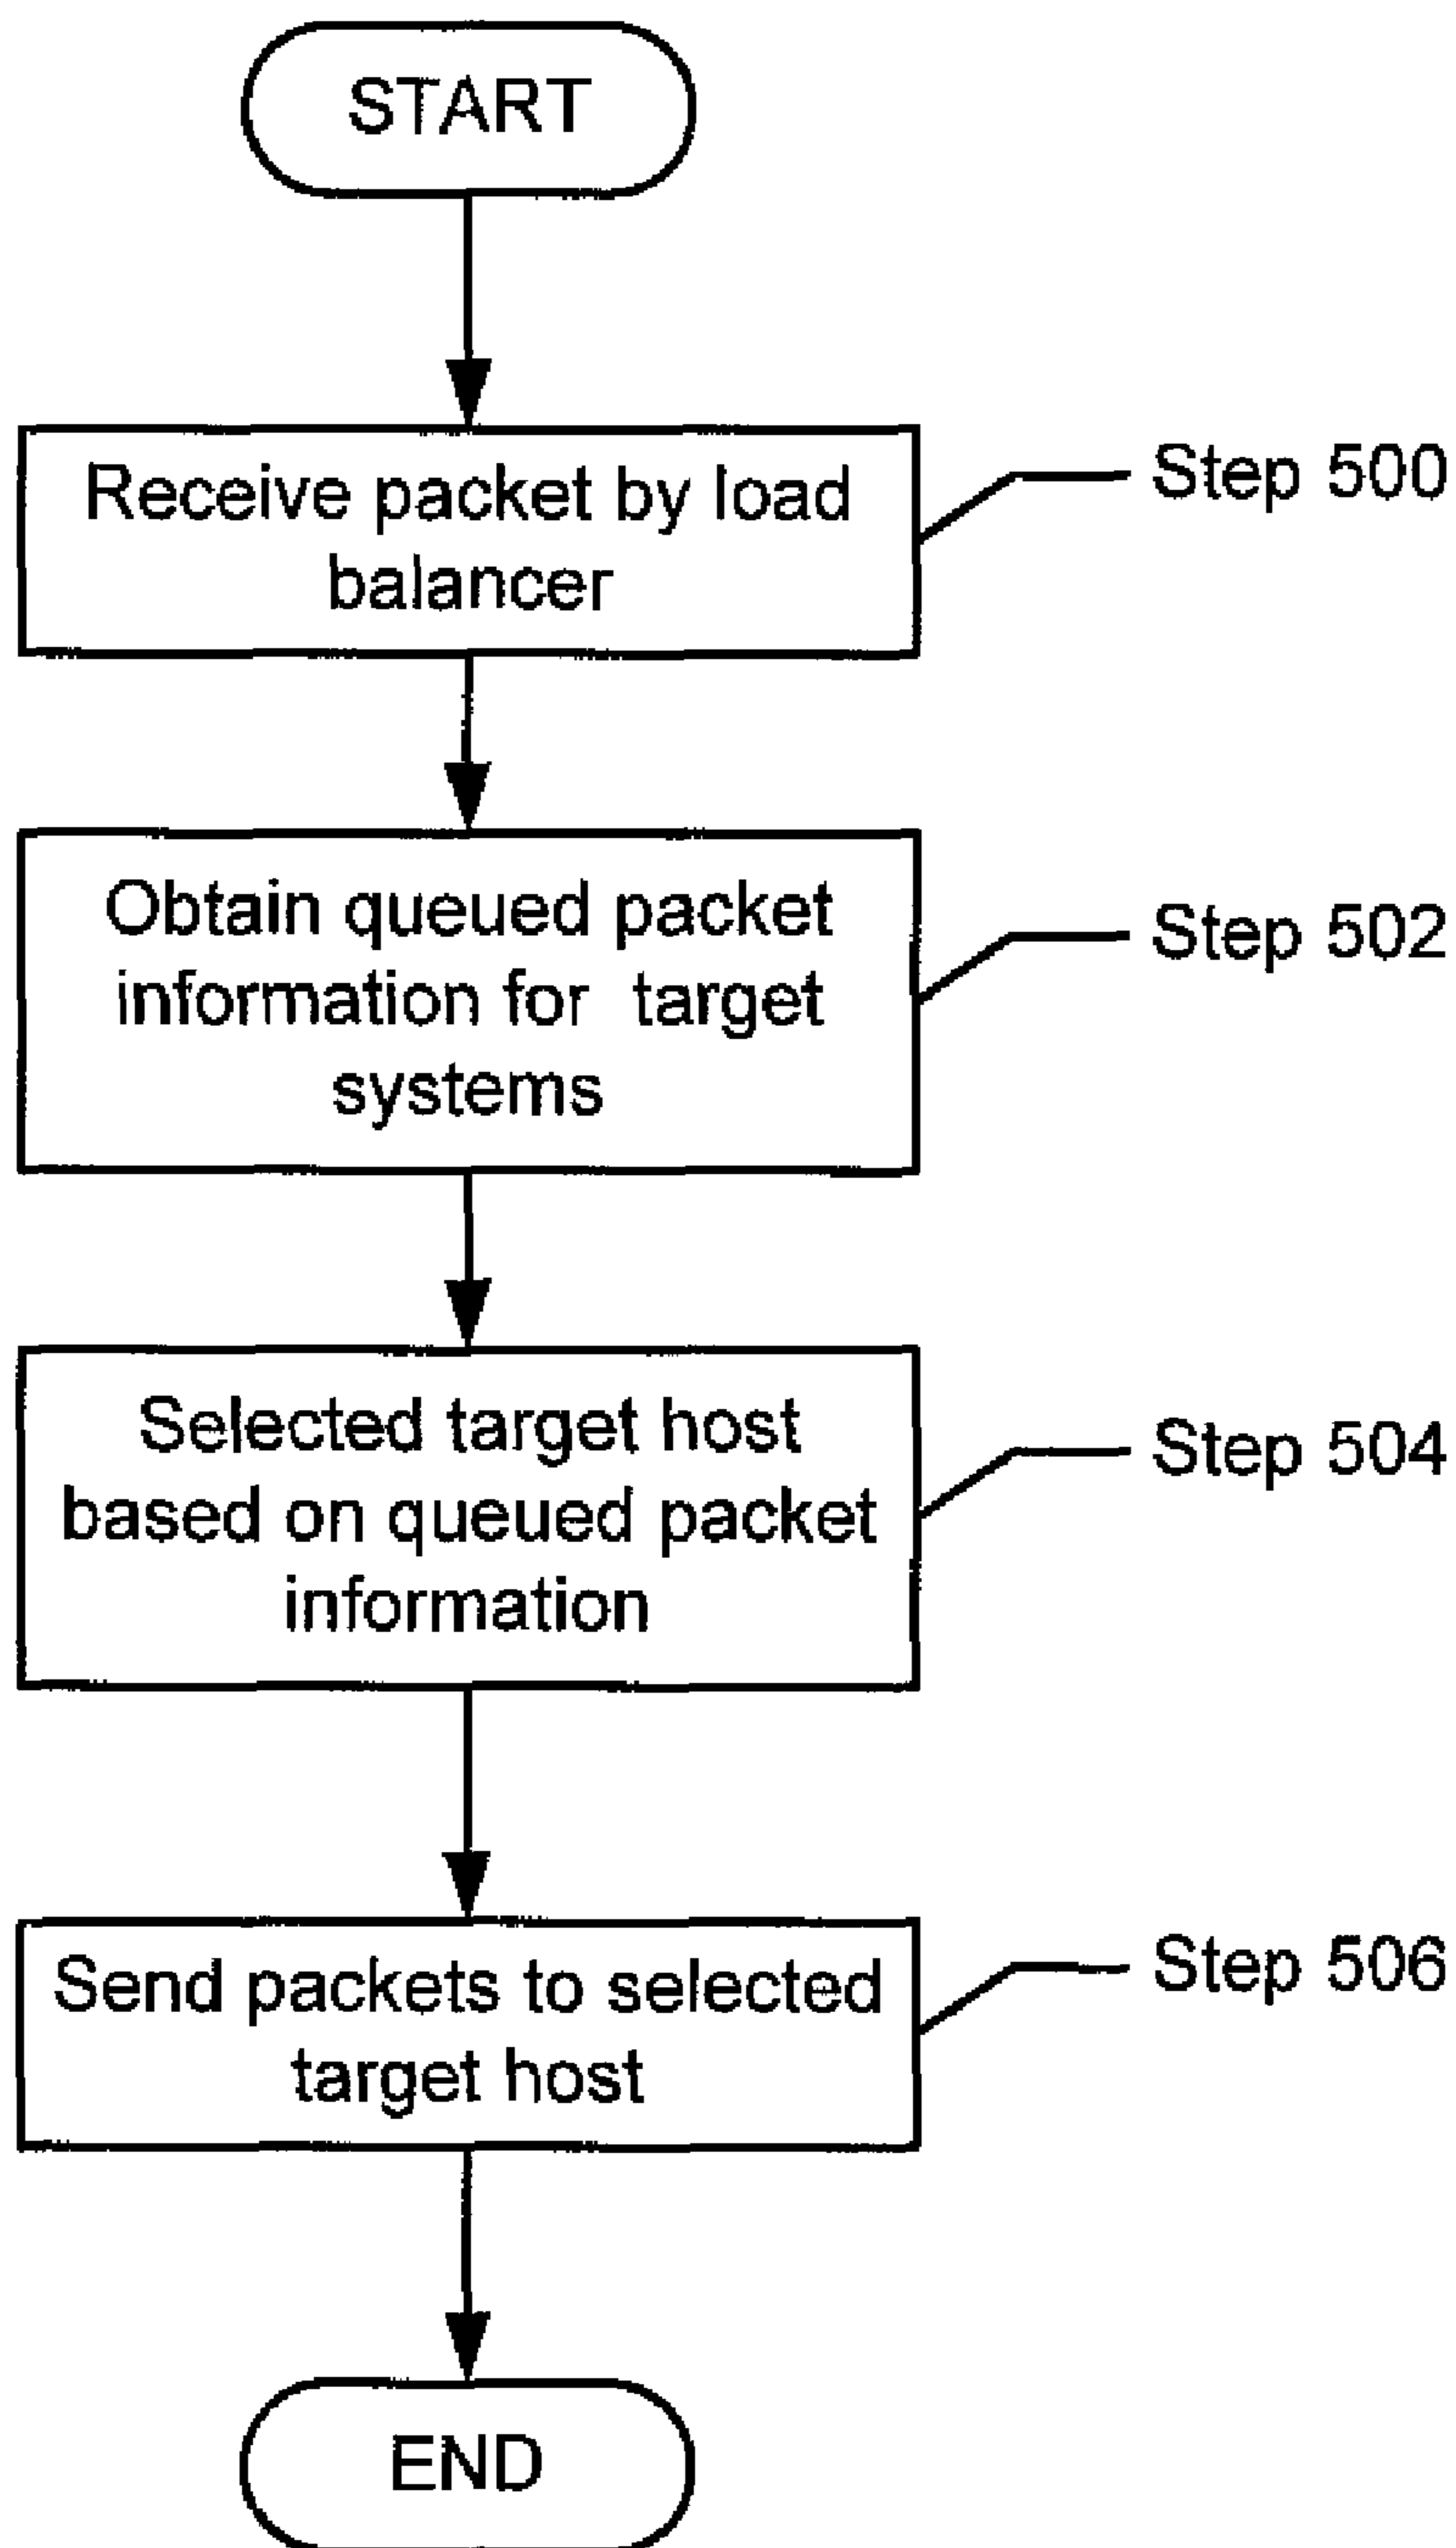 START
Receive packet by load
balancer
Step 500
Obtain queued packet
information for target
systems
Step 502
Selected target host
based on queued packet
information
Step 504
Send packets to selected
target host
Step 506
END